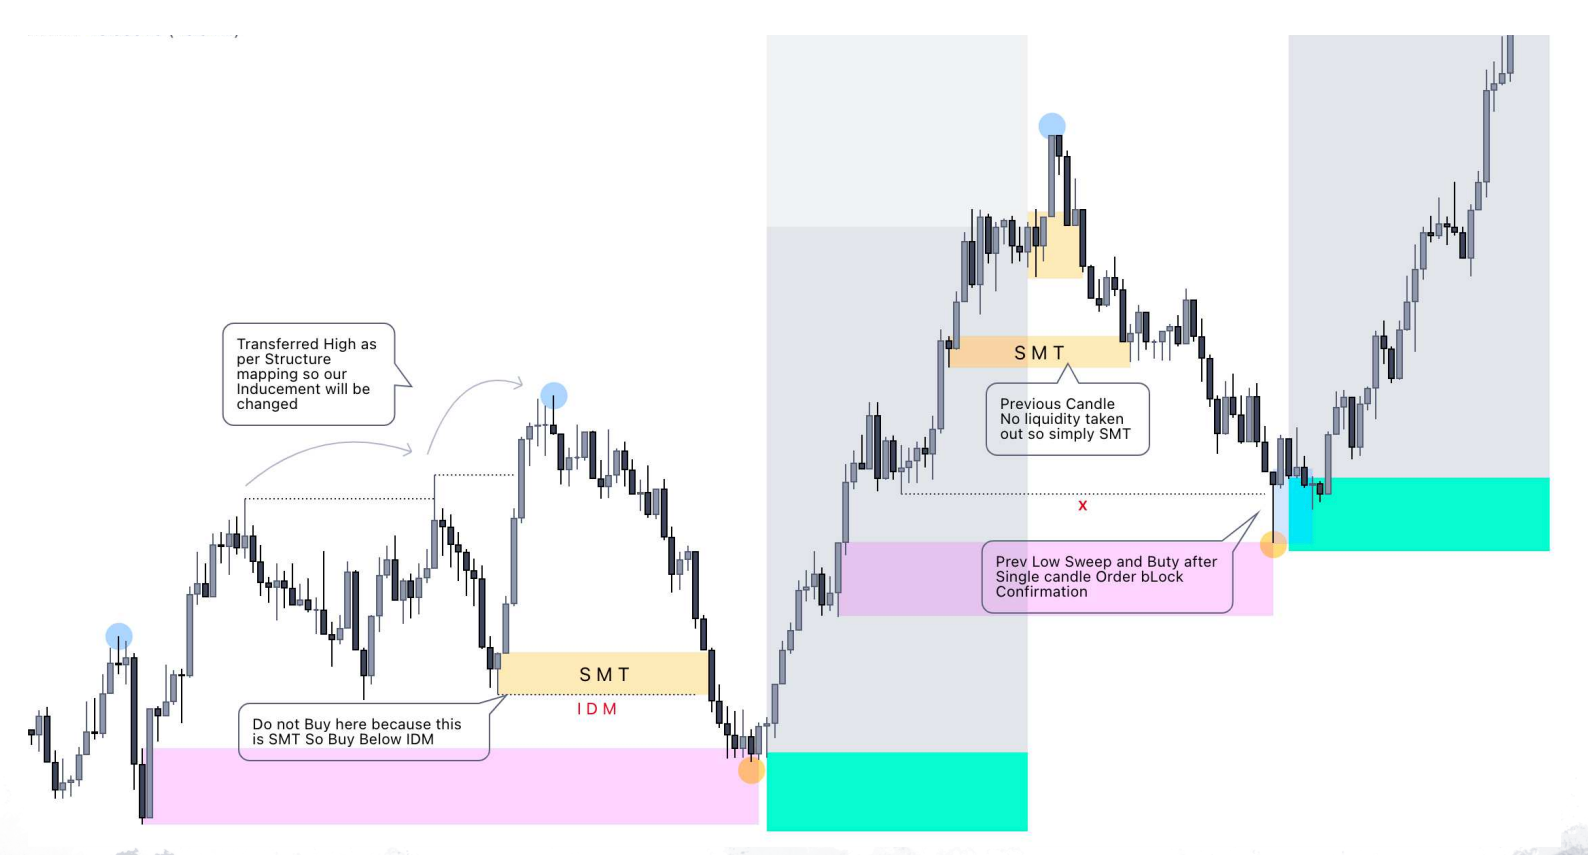 Transferred High as
per Structure
mapping so our
Inducement will be
changed
SMT
IDM
Do not Buy here because this
is SMT So Buy Below IDM
SMT
Previous Candle
No liquidity taken
out so simply SMT
x
Prev Low Sweep and Buty after
Single candle Order bLock
Confirmation